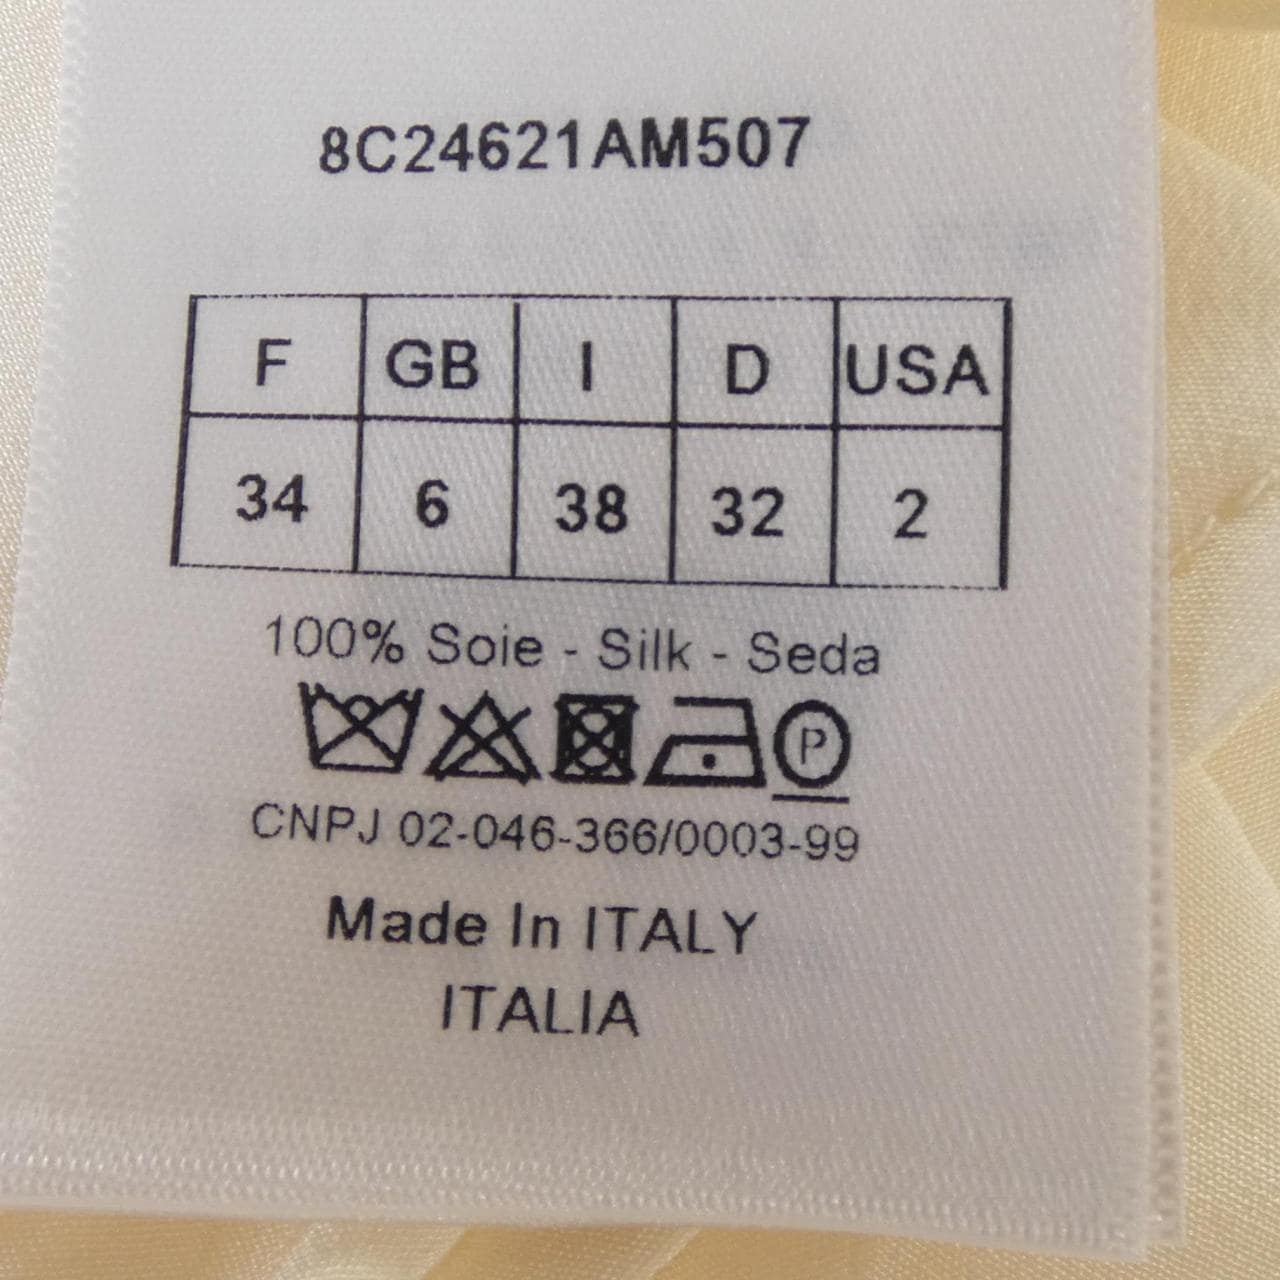 8C24621AM507
F GB I D USA
34 6 38 32 2
100% Soie - Silk - Seda
P
CNPJ 02-046-366/0003-99
Made In ITALY
ITALIA